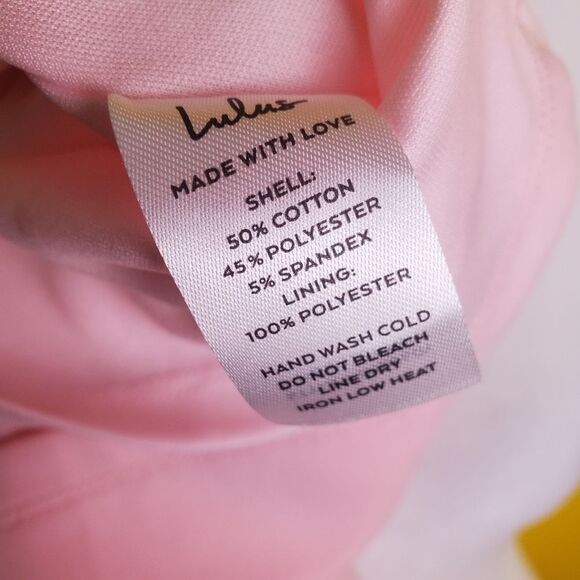 Lulus
MADE WITH LOVE
SHELL:
50% COTTON
45% POLYESTER
5% SPANDEX
LINING:
100% POLYESTER
HAND WASH COLD
DO NOT BLEACH
LINE DRY
IRON LOW HEAT